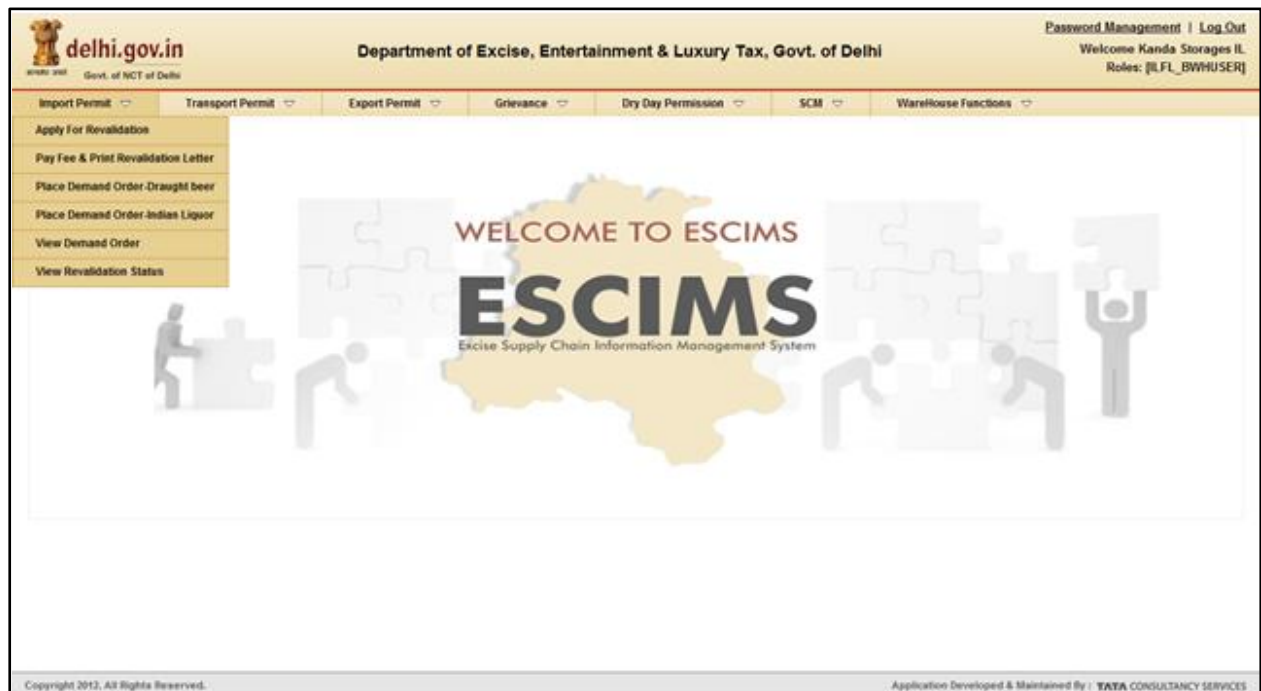 Password Management | Log Out
delhi.gov.in
Govt. of NCT of Delhi
Department of Excise, Entertainment & Luxury Tax, Govt. of Delhi
Welcome Kanda Storages IL
Roles: [ILFL_BWHUSER]
Import Permit Transport Permit Export Permit Grievance Dry Day Permission SCM WareHouse Functions
Apply For Revalidation
Pay Fee & Print Revalidation Letter
Place Demand Order-Draught beer
Place Demand Order-Indian Liquor
View Demand Order
View Revalidation Status
WELCOME TO ESCIMS
ESCIMS
Excise Supply Chain Information Management System
Copyright 2012, All Rights Reserved. Application Developed & Maintained By : TATA CONSULTANCY SERVICES